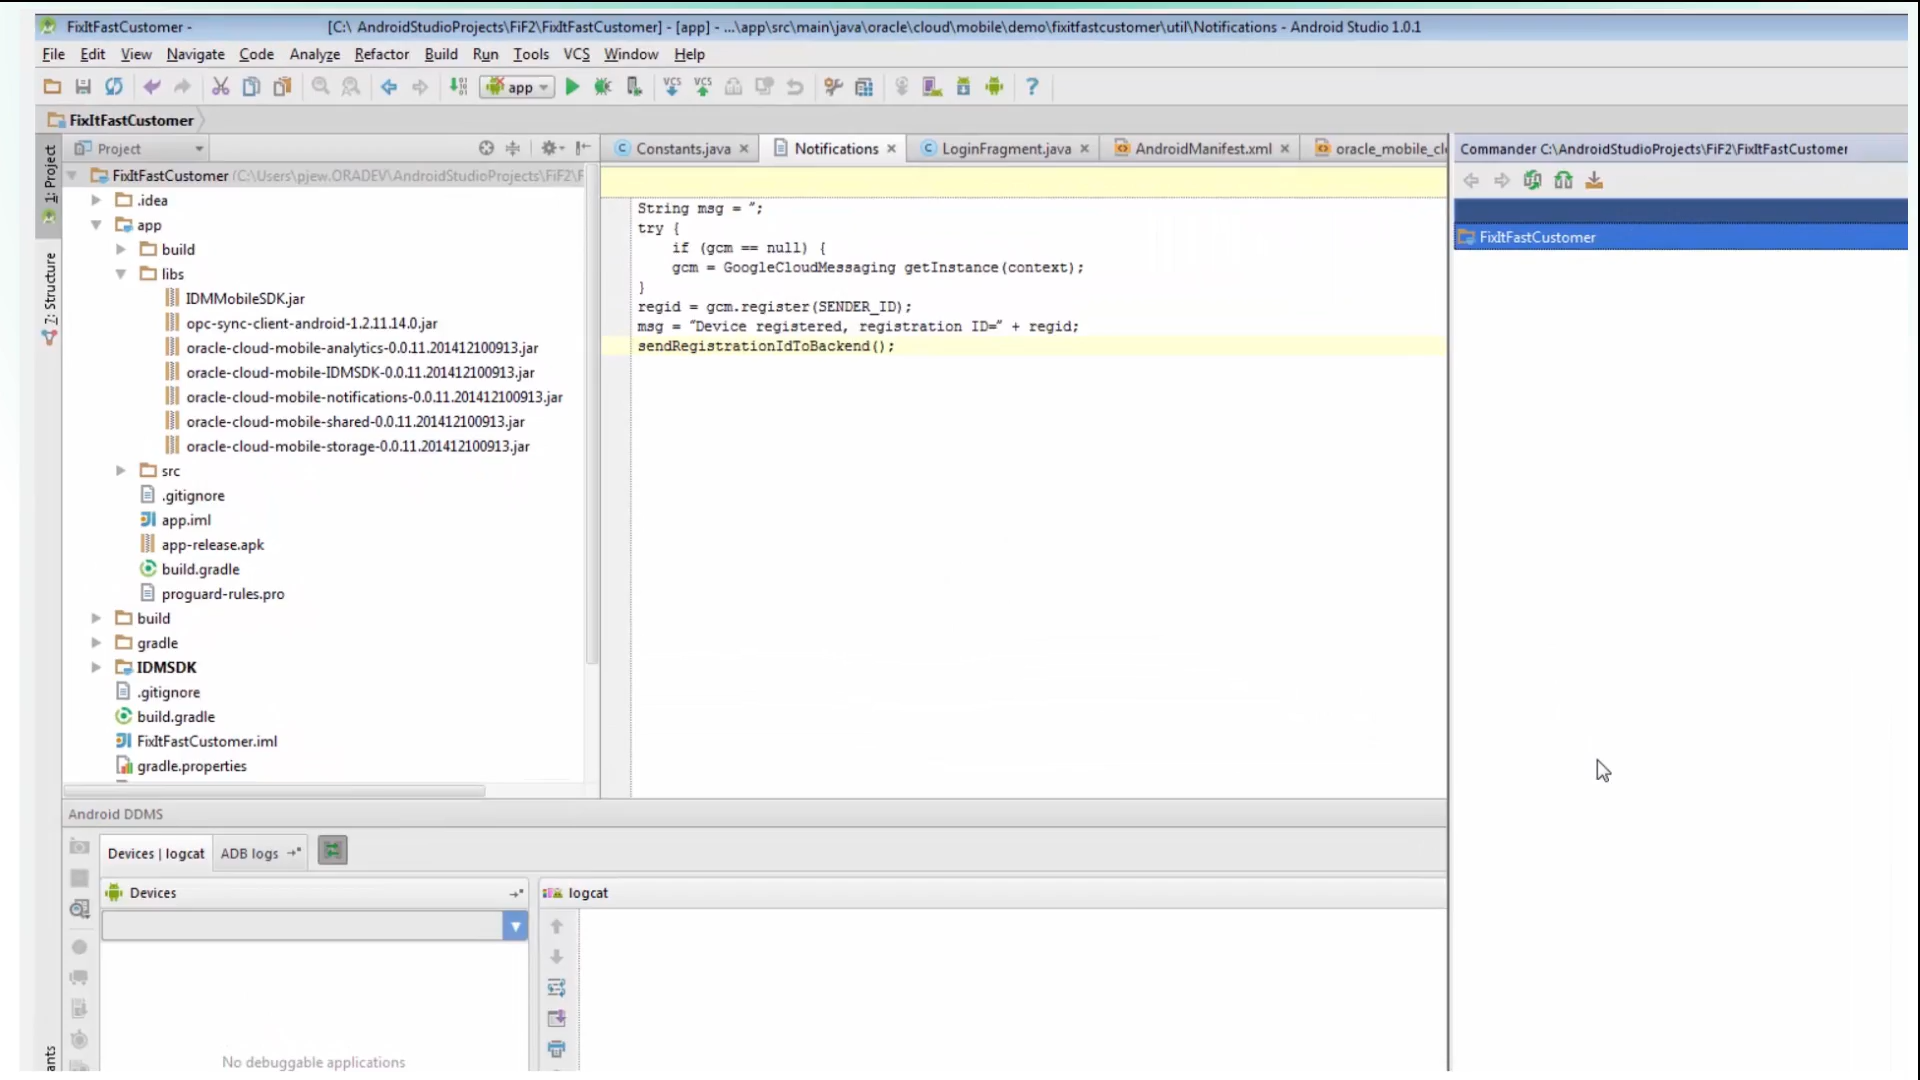 FixItFastCustomer - [C:\ AndroidStudioProjects\FiF2\FixItFastCustomer] - [app] - ...\app\src\main\java\oracle\cloud\mobile\demo\fixitfastcustomer\util\Notifications - Android Studio 1.0.1
File Edit View Navigate Code Analyze Refactor Build Run Tools VCS Window Help
app VCS VCS ?
FixItFastCustomer
1: Project
7: Structure
Project
FixItFastCustomer (C:\Users\pjew.ORADEV\AndroidStudioProjects\FiF2\F
.idea
app
build
libs
IDMMobileSDK.jar
opc-sync-client-android-1.2.11.14.0.jar
oracle-cloud-mobile-analytics-0.0.11.201412100913.jar
oracle-cloud-mobile-IDMSDK-0.0.11.201412100913.jar
oracle-cloud-mobile-notifications-0.0.11.201412100913.jar
oracle-cloud-mobile-shared-0.0.11.201412100913.jar
oracle-cloud-mobile-storage-0.0.11.201412100913.jar
src
.gitignore
app.iml
app-release.apk
build.gradle
proguard-rules.pro
build
gradle
IDMSDK
.gitignore
build.gradle
FixItFastCustomer.iml
gradle.properties
Constants.java Notifications LoginFragment.java AndroidManifest.xml oracle_mobile_cl
String msg = ";
try {
if (gcm == null) {
gcm = GoogleCloudMessaging getInstance(context);
}
regid = gcm.register(SENDER_ID);
msg = "Device registered, registration ID=" + regid;
sendRegistrationIdToBackend();
Commander C:\AndroidStudioProjects\FiF2\FixItFastCustomer
FixItFastCustomer
Android DDMS
Devices | logcat ADB logs
Devices
logcat
No debuggable applications